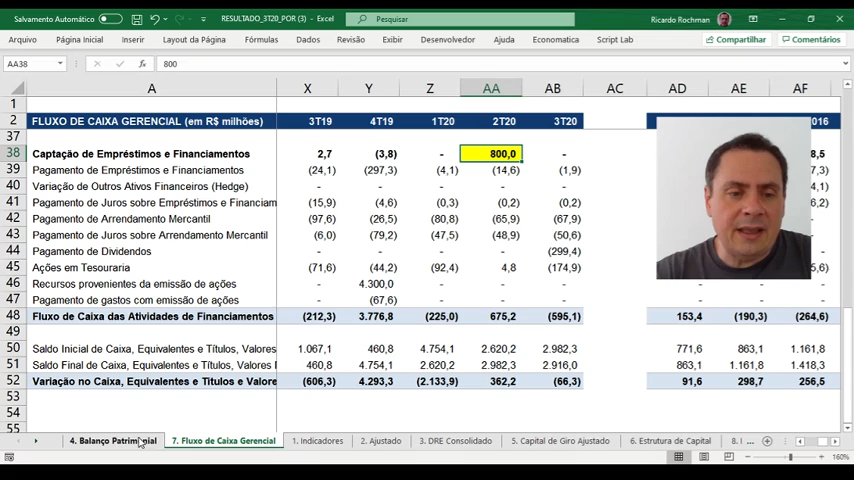 Salvamento Automático RESULTADO_3T20_POR (3) - Excel Pesquisar Ricardo Rochman
Arquivo Página Inicial Inserir Layout da Página Fórmulas Dados Revisão Exibir Desenvolvedor Ajuda Economatica Script Lab Compartilhar Comentários
AA38 fx 800
A X Y Z AA AB AC AD AE AF
1
2 FLUXO DE CAIXA GERENCIAL (em R$ milhões) 3T19 4T19 1T20 2T20 3T20 2016
37
38 Captação de Empréstimos e Financiamentos 2,7 (3,8) - 800,0 - 8,5
39 Pagamento de Empréstimos e Financiamentos (24,1) (297,3) (4,1) (14,6) (1,9) 7,3)
40 Variação de Outros Ativos Financeiros (Hedge) - - - - - 4,1)
41 Pagamento de Juros sobre Empréstimos e Financiam (15,9) (4,6) (0,3) (0,2) (0,2) 6,2)
42 Pagamento de Arrendamento Mercantil (97,6) (26,5) (80,8) (65,9) (67,9) -
43 Pagamento de Juros sobre Arrendamento Mercantil (6,0) (79,2) (47,5) (48,9) (50,6) -
44 Pagamento de Dividendos - - - - (299,4)
45 Ações em Tesouraria (71,6) (44,2) (92,4) 4,8 (174,9) 5,6)
46 Recursos provenientes da emissão de ações - 4.300,0 - - - - - -
47 Pagamento de gastos com emissão de ações - (67,6) - - - - - -
48 Fluxo de Caixa das Atividades de Financiamentos (212,3) 3.776,8 (225,0) 675,2 (595,1) 153,4 (190,3) (264,6)
49
50 Saldo Inicial de Caixa, Equivalentes e Títulos, Valores 1.067,1 460,8 4.754,1 2.620,2 2.982,3 771,6 863,1 1.161,8
51 Saldo Final de Caixa, Equivalentes e Títulos, Valores 460,8 4.754,1 2.620,2 2.982,3 2.916,0 863,1 1.161,8 1.418,3
52 Variação no Caixa, Equivalentes e Titulos e Valore (606,3) 4.293,3 (2.133,9) 362,2 (66,3) 91,6 298,7 256,5
53
54
55
4. Balanço Patrimonial 7. Fluxo de Caixa Gerencial 1. Indicadores 2. Ajustado 3. DRE Consolidado 5. Capital de Giro Ajustado 6. Estrutura de Capital 8. I ...
160%